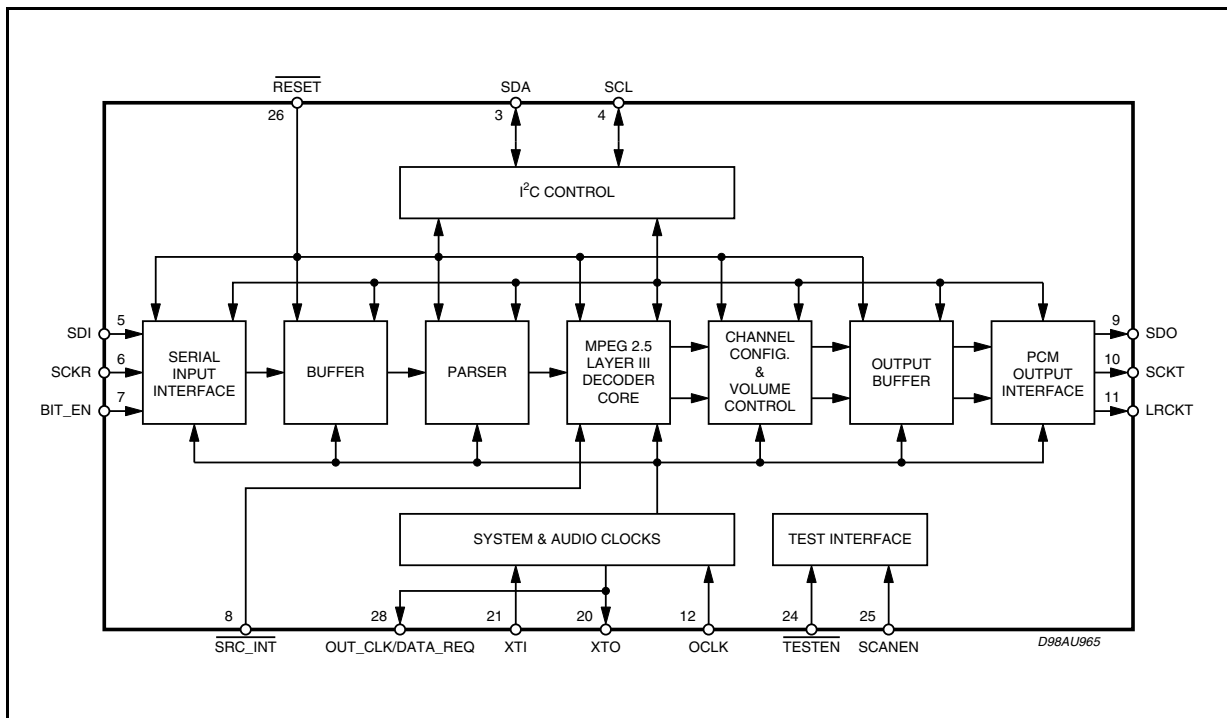 RESET
SDA
SCL
26
3
4
I²C CONTROL
SDI
5
SCKR
6
BIT_EN
7
SERIAL
INPUT
INTERFACE
BUFFER
PARSER
MPEG 2.5
LAYER III
DECODER
CORE
CHANNEL
CONFIG.
&
VOLUME
CONTROL
OUTPUT
BUFFER
PCM
OUTPUT
INTERFACE
9
SDO
10
SCKT
11
LRCKT
SYSTEM & AUDIO CLOCKS
TEST INTERFACE
8
28
21
20
12
24
25
SRC_INT
OUT_CLK/DATA_REQ
XTI
XTO
OCLK
TESTEN
SCANEN
D98AU965